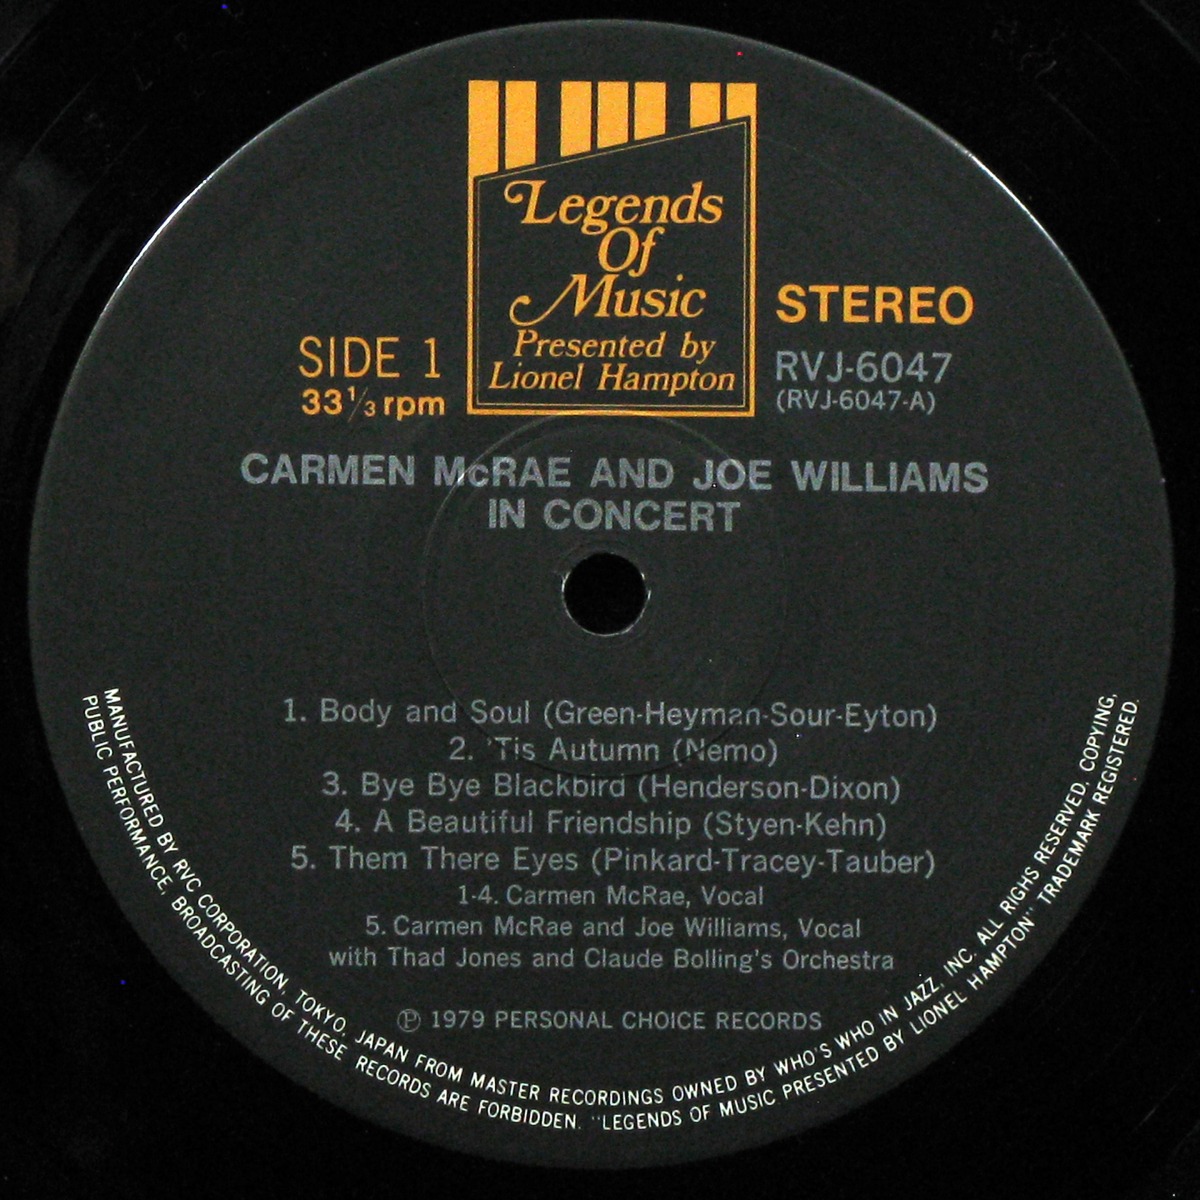 Legends
Of
Music
Presented by
Lionel Hampton
STEREO
SIDE 1
33 1/3 rpm
RVJ-6047
(RVJ-6047-A)
CARMEN McRAE AND JOE WILLIAMS
IN CONCERT
1. Body and Soul (Green-Heyman-Sour-Eyton)
2. 'Tis Autumn (Nemo)
3. Bye Bye Blackbird (Henderson-Dixon)
4. A Beautiful Friendship (Styen-Kehn)
5. Them There Eyes (Pinkard-Tracey-Tauber)
1-4. Carmen McRae, Vocal
5. Carmen McRae and Joe Williams, Vocal
with Thad Jones and Claude Bolling's Orchestra
℗ 1979 PERSONAL CHOICE RECORDS
MANUFACTURED BY RVC CORPORATION, TOKYO, JAPAN FROM MASTER RECORDINGS OWNED BY WHO'S WHO IN JAZZ, INC. ALL RIGHS RESERVED, COPYING,
PUBLIC PERFORMANCE, BROADCASTING OF THESE RECORDS ARE FORBIDDEN. "LEGENDS OF MUSIC PRESENTED BY LIONEL HAMPTON" TRADEMARK REGISTERED.